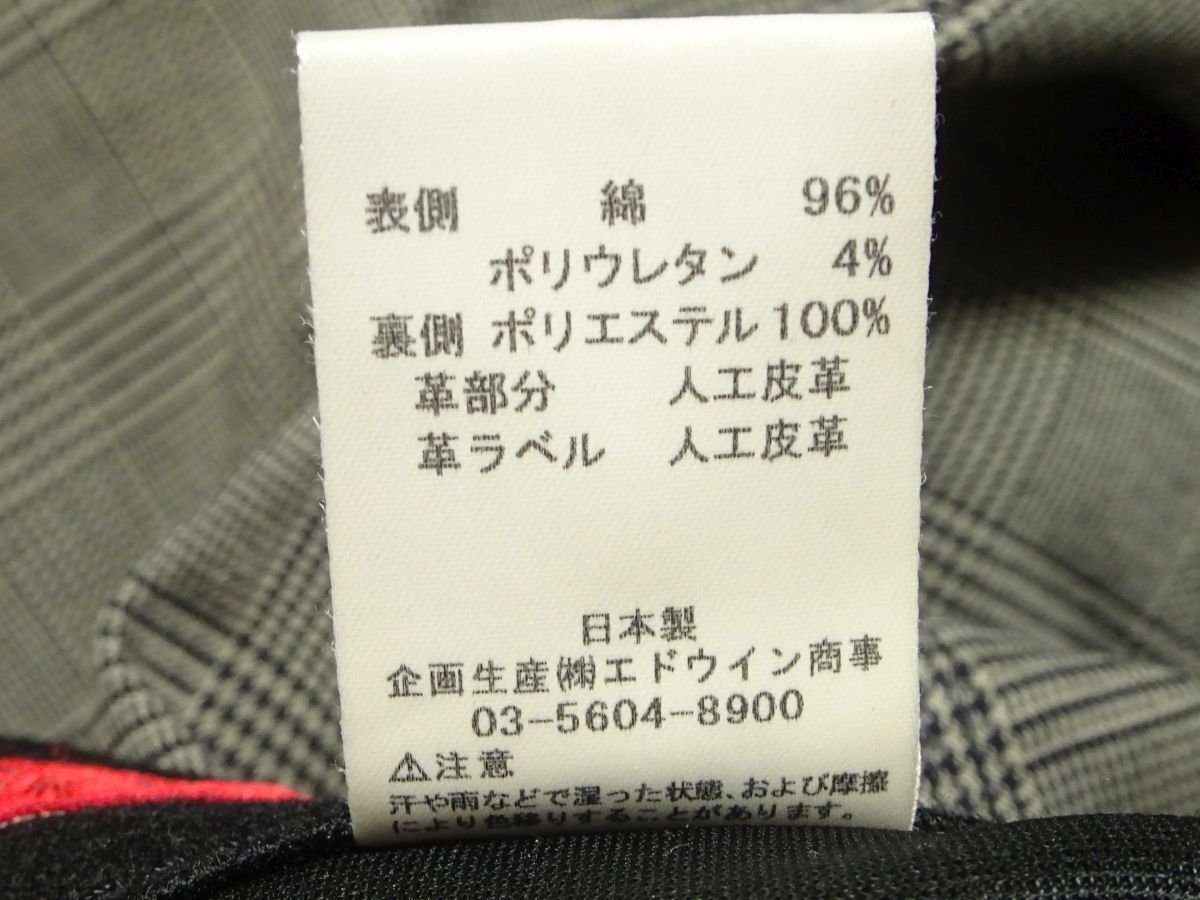 表側 綿 96%
ポリウレタン 4%
裏側 ポリエステル 100%
革部分 人工皮革
革ラベル 人工皮革
日本製
企画生産㈱エドウイン商事
03-5604-8900
⚠注意
汗や雨などで湿った状態、および摩擦
により色移りすることがあります。